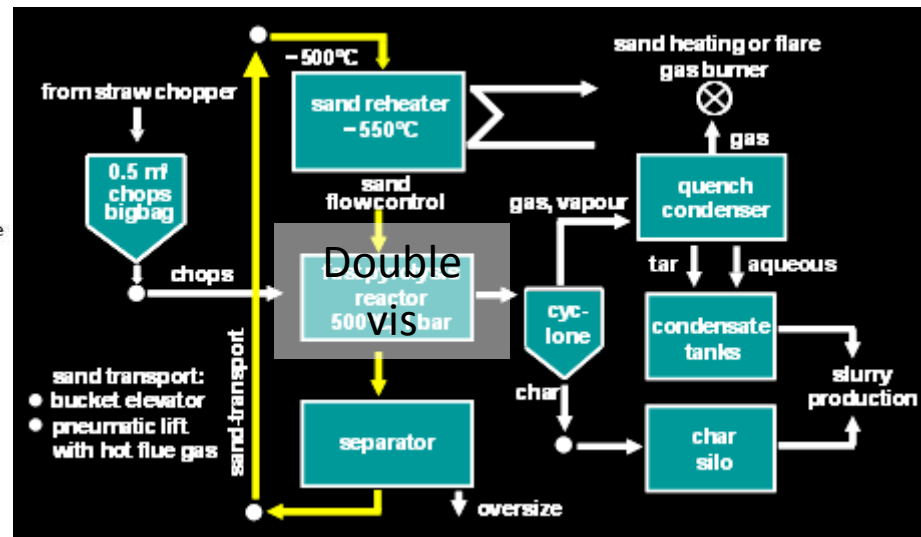 sand heating or flare
gas burner
~500°C
from straw chopper
sand reheater
~550°C
gas
0.5 m³
chops
bigbag
sand
flowcontrol
gas, vapour
quench
condenser
e
chops
Double
vis
reactor
500 bar
tar
aqueous
cyc-
lone
condensate
tanks
sand transport:
bucket elevator
pneumatic lift
with hot flue gas
sand-transport
char
slurry
production
separator
char
silo
oversize